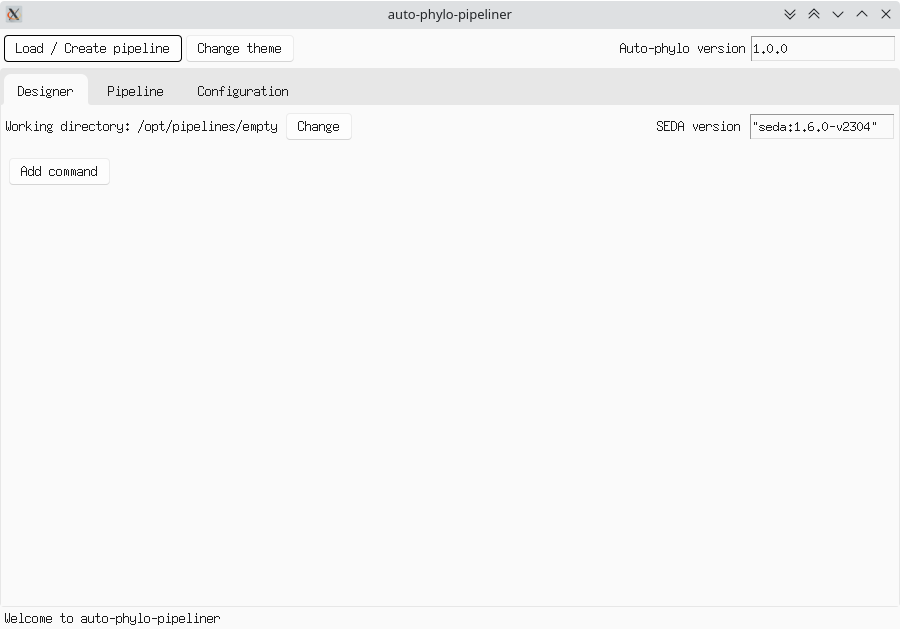 auto-phylo-pipeliner
Load / Create pipeline Change theme Auto-phylo version 1.0.0
Designer Pipeline Configuration
Working directory: /opt/pipelines/empty Change SEDA version "seda:1.6.0-v2304"
Add command
Welcome to auto-phylo-pipeliner